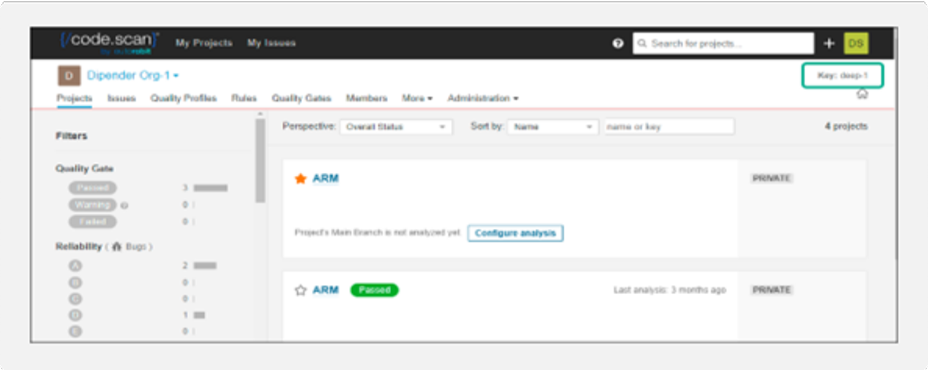 {/code.scan}
by autorabit
My Projects My Issues
Search for projects...
DS
D Dipender Org-1
Key: deep-1
Projects Issues Quality Profiles Rules Quality Gates Members More Administration
Filters
Perspective: Overall Status Sort by: Name name or key 4 projects
Quality Gate
Passed 3
Warning 0
Failed 0
Reliability ( Bugs )
A 2
B 0
C 0
D 1
E 0
ARM PRIVATE
Project's Main Branch is not analyzed yet. Configure analysis
ARM Passed Last analysis: 3 months ago PRIVATE